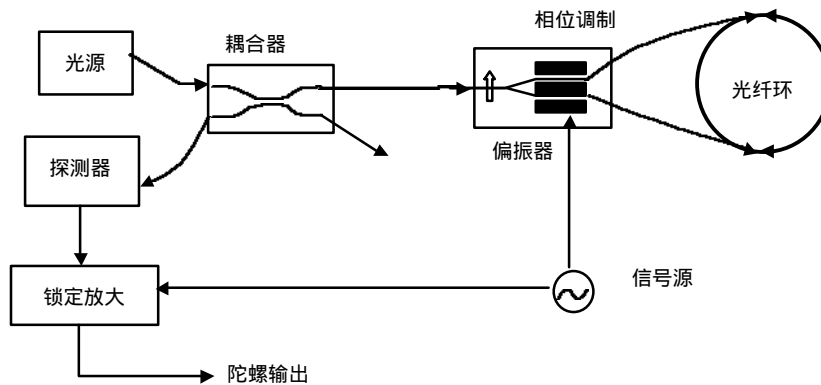 相位调制
耦合器
光源
光纤环
偏振器
探测器
信号源
锁定放大
陀螺输出